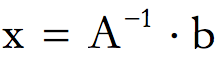 x = A⁻¹ · b